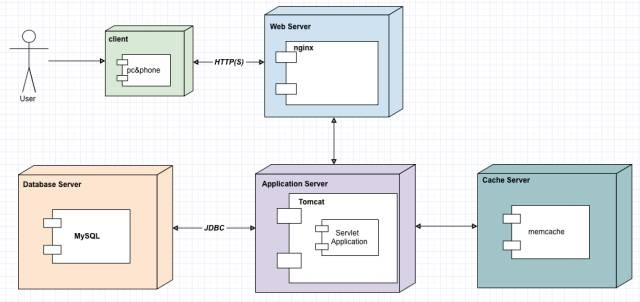 User
client
pc&phone
HTTP(S)
Web Server
nginx
Database Server
MySQL
JDBC
Application Server
Tomcat
Servlet
Application
Cache Server
memcache